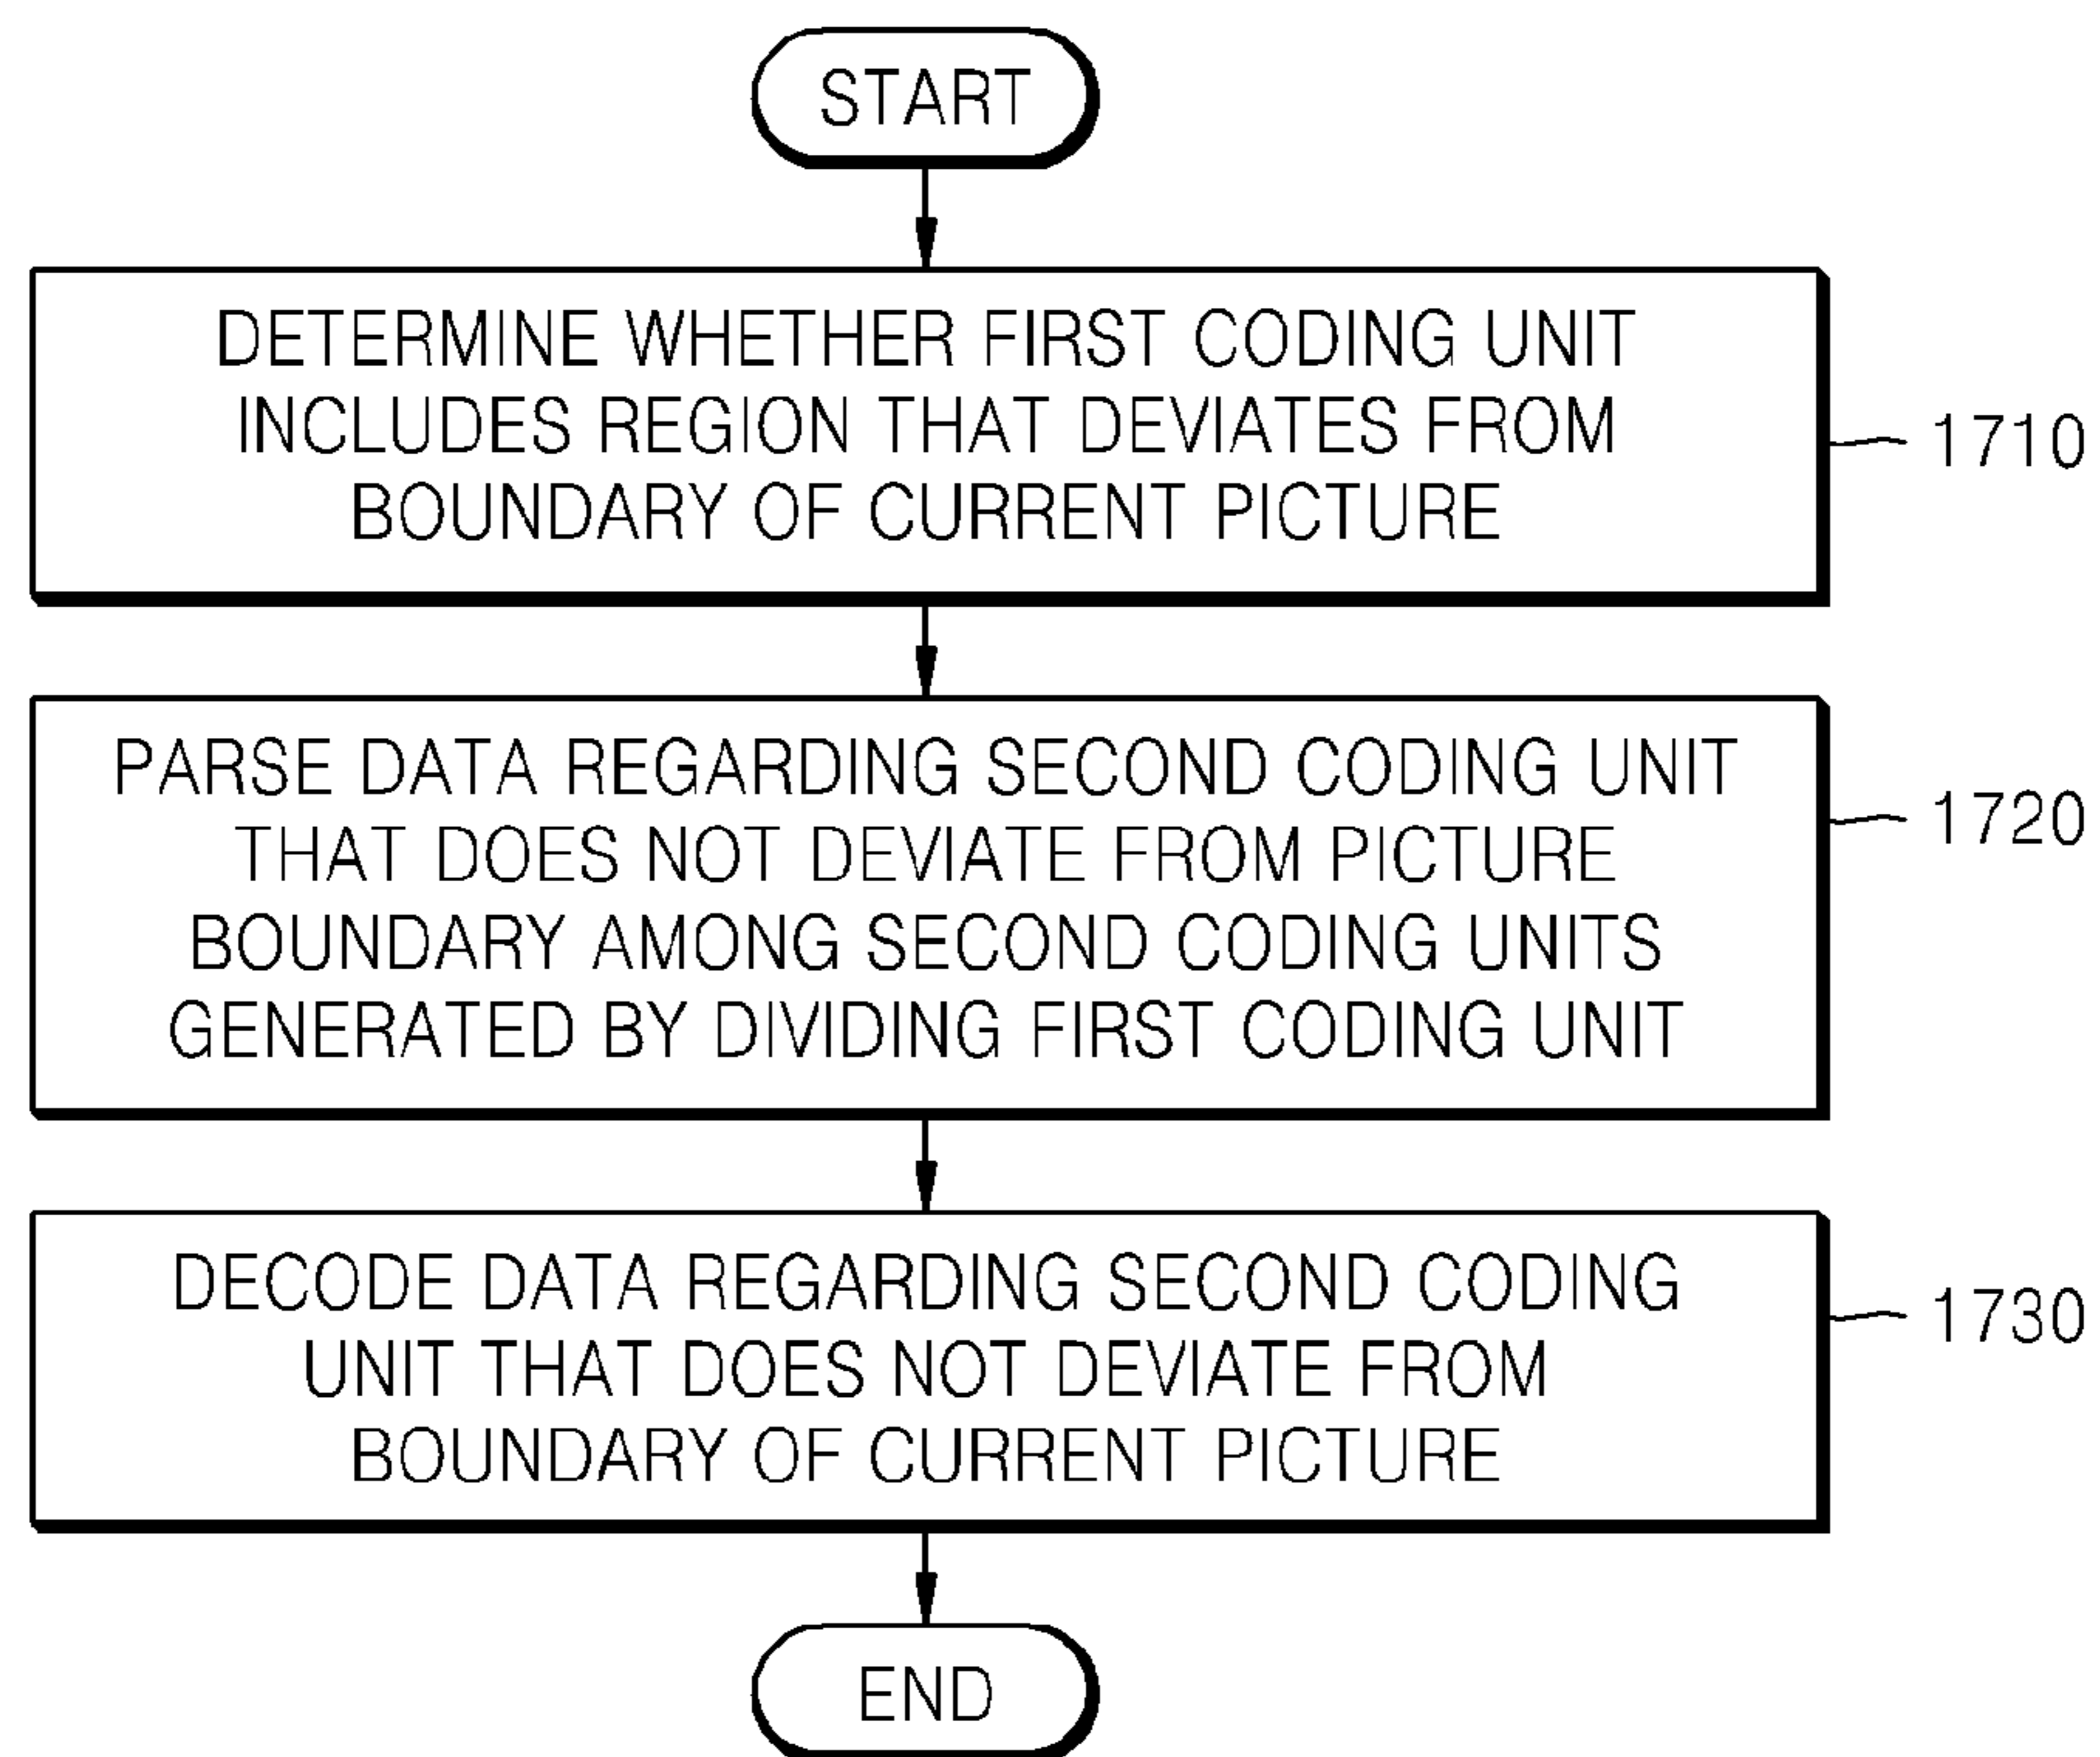 START
DETERMINE WHETHER FIRST CODING UNIT
INCLUDES REGION THAT DEVIATES FROM
BOUNDARY OF CURRENT PICTURE
1710
PARSE DATA REGARDING SECOND CODING UNIT
THAT DOES NOT DEVIATE FROM PICTURE
BOUNDARY AMONG SECOND CODING UNITS
GENERATED BY DIVIDING FIRST CODING UNIT
1720
DECODE DATA REGARDING SECOND CODING
UNIT THAT DOES NOT DEVIATE FROM
BOUNDARY OF CURRENT PICTURE
1730
END